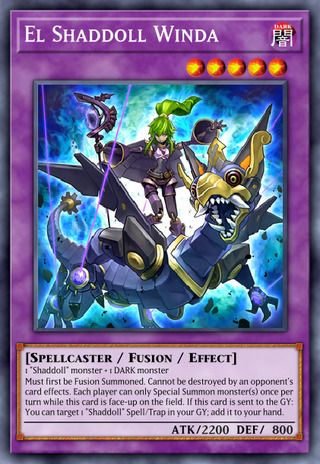 El Shaddoll Winda
DARK
闇
[Spellcaster / Fusion / Effect]
1 "Shaddoll" monster + 1 DARK monster
Must first be Fusion Summoned. Cannot be destroyed by an opponent's
card effects. Each player can only Special Summon monster(s) once per
turn while this card is face-up on the field. If this card is sent to the GY:
You can target 1 "Shaddoll" Spell/Trap in your GY; add it to your hand.
ATK/2200 DEF/ 800